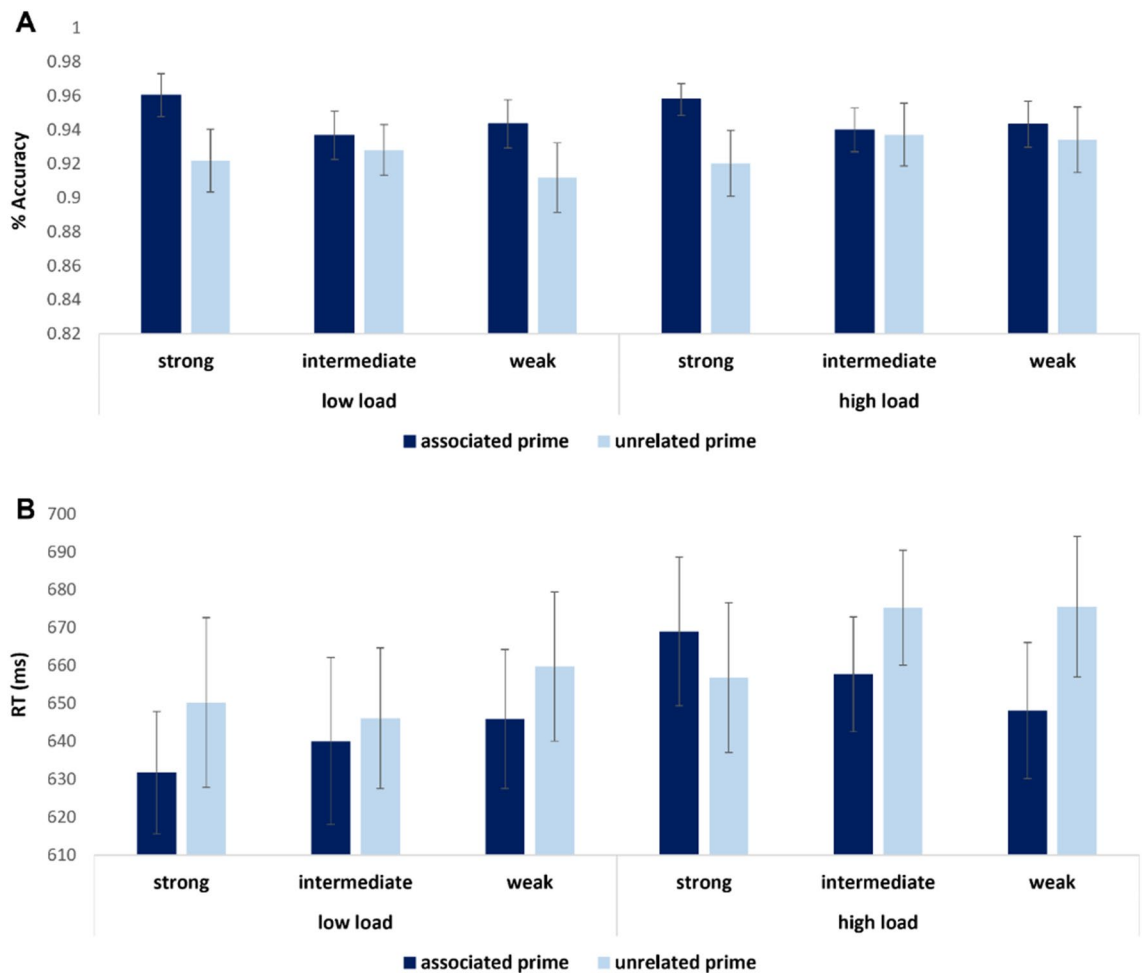 A
1
0.98
0.96
0.94
0.92
0.9
0.88
0.86
0.84
0.82
% Accuracy
strong intermediate weak strong intermediate weak
low load high load
associated prime unrelated prime
B
700
690
680
670
660
650
640
630
620
610
RT (ms)
strong intermediate weak strong intermediate weak
low load high load
associated prime unrelated prime